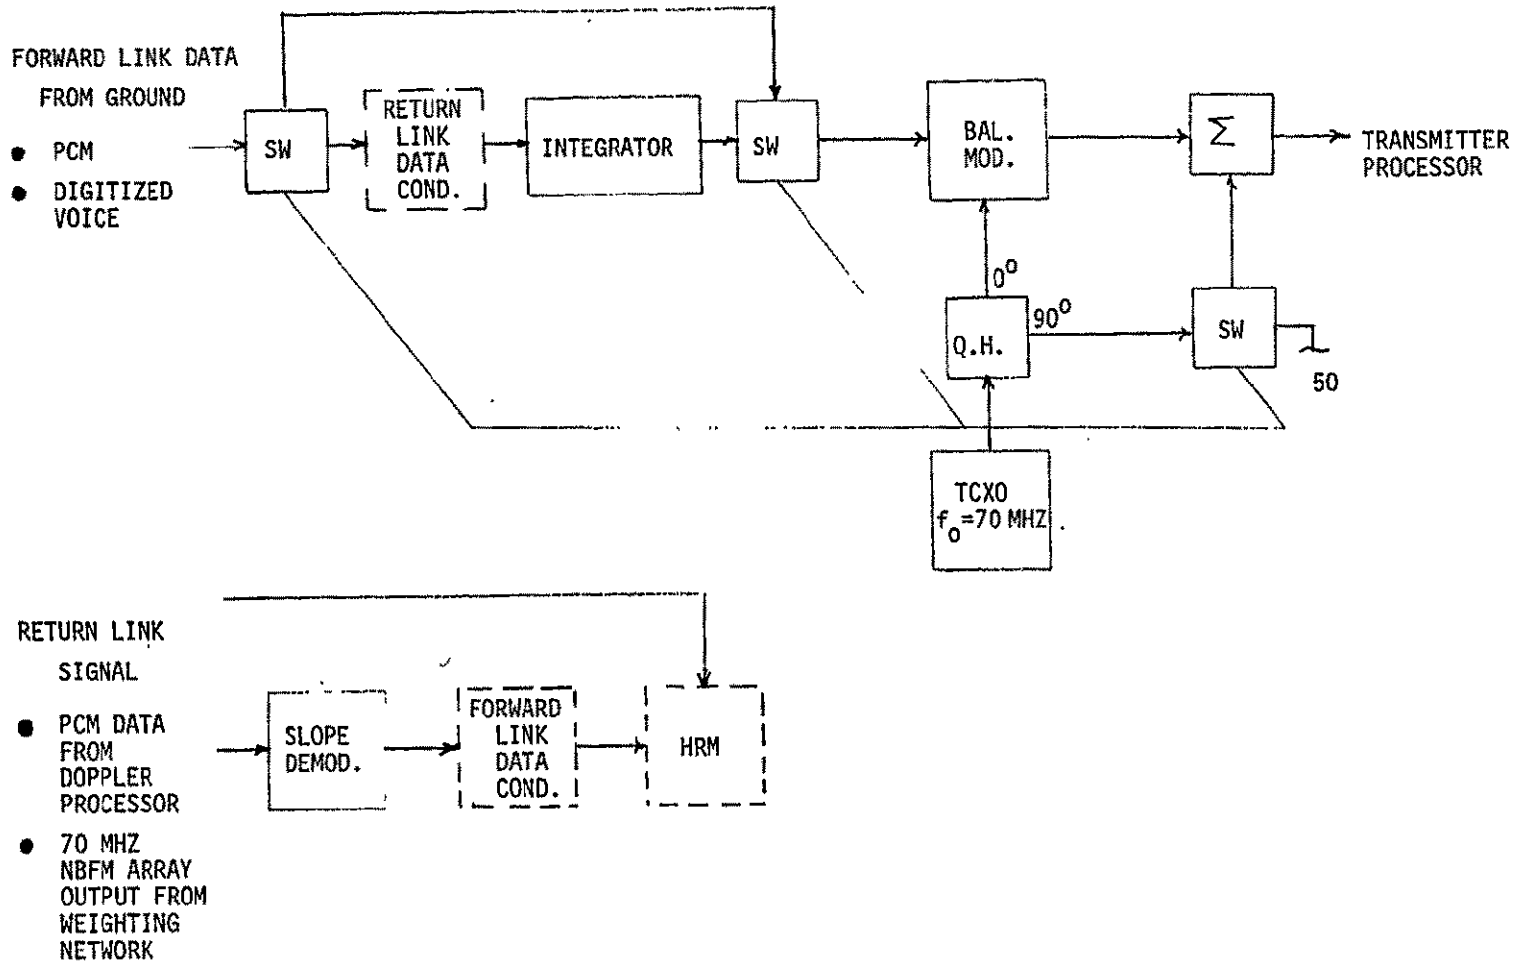 FORWARD LINK DATA
FROM GROUND
● PCM
● DIGITIZED
VOICE
SW
RETURN
LINK
DATA
COND.
INTEGRATOR
SW
BAL.
MOD.
Σ
TRANSMITTER
PROCESSOR
0°
90°
Q.H.
SW
50
TCXO
fo=70 MHZ
RETURN LINK
SIGNAL
● PCM DATA
FROM
DOPPLER
PROCESSOR
● 70 MHZ
NBFM ARRAY
OUTPUT FROM
WEIGHTING
NETWORK
SLOPE
DEMOD.
FORWARD
LINK
DATA
COND.
HRM